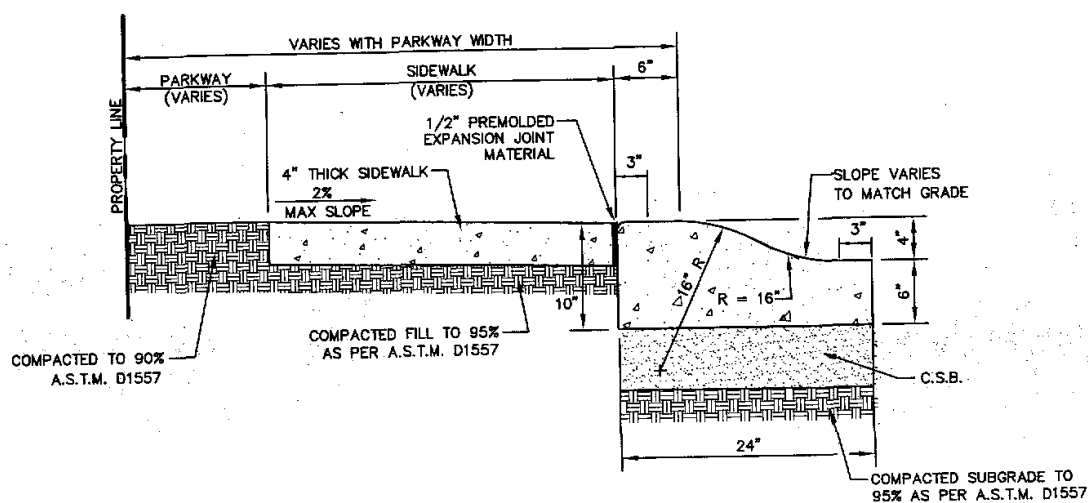 VARIES WITH PARKWAY WIDTH
PARKWAY
(VARIES)
SIDEWALK
(VARIES)
6"
PROPERTY LINE
1/2" PREMOLDED
EXPANSION JOINT
MATERIAL
3"
4" THICK SIDEWALK
2%
MAX SLOPE
SLOPE VARIES
TO MATCH GRADE
3"
4"
16" R
R = 16"
6"
10"
COMPACTED TO 90%
A.S.T.M. D1557
COMPACTED FILL TO 95%
AS PER A.S.T.M. D1557
C.S.B.
24"
COMPACTED SUBGRADE TO
95% AS PER A.S.T.M. D1557